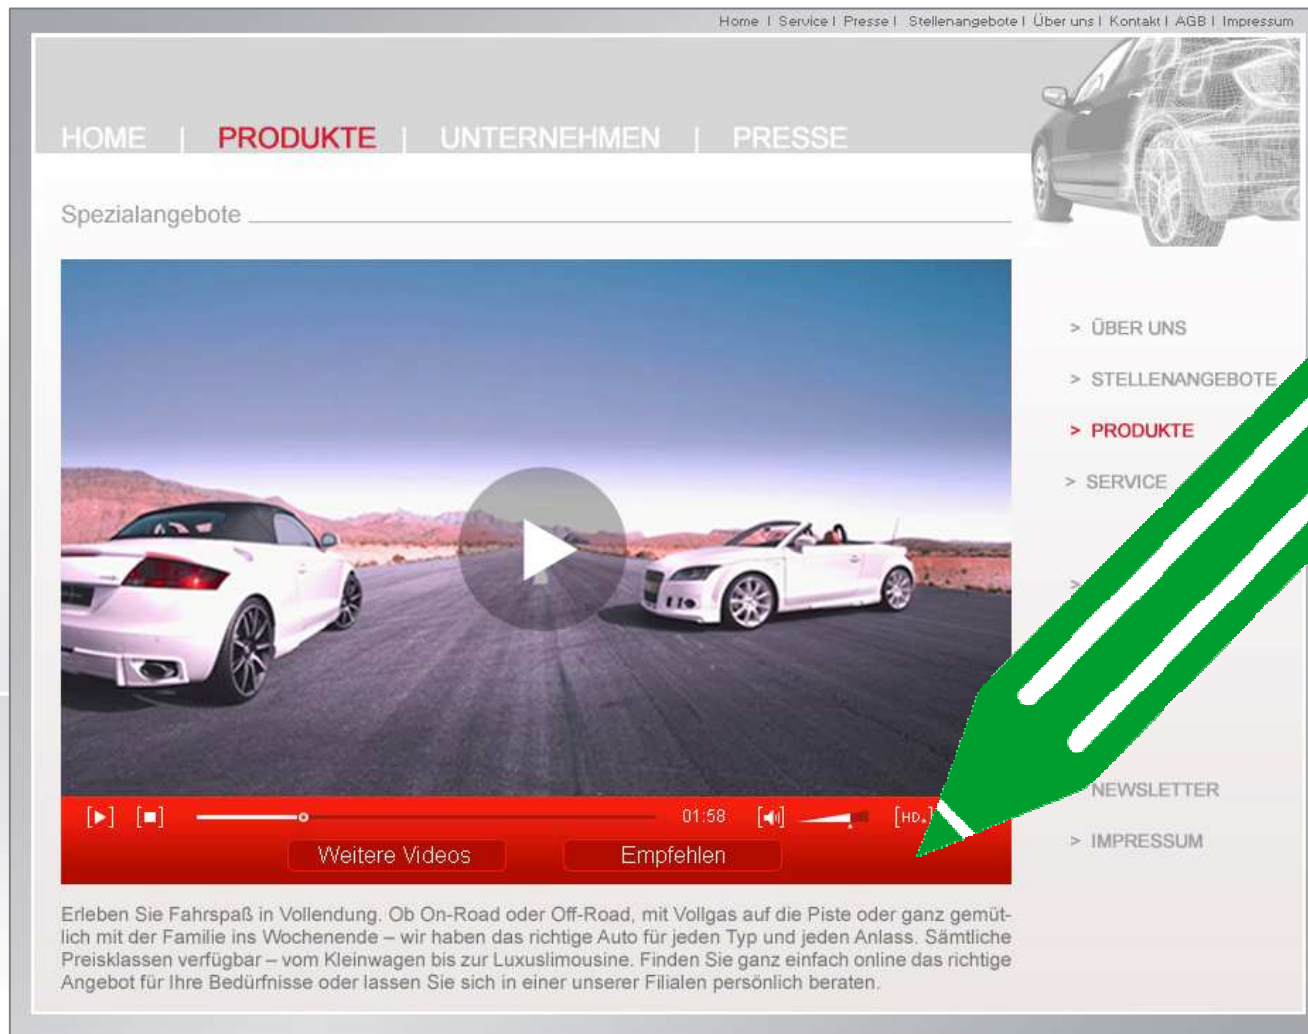 Home | Service | Presse | Stellenangebote | Über uns | Kontakt | AGB | Impressum
HOME | PRODUKTE | UNTERNEHMEN | PRESSE
Spezialangebote
> ÜBER UNS
> STELLENANGEBOTE
> PRODUKTE
> SERVICE
>
NEWSLETTER
> IMPRESSUM
01:58 [HD.]
Weitere Videos Empfehlen
Erleben Sie Fahrspaß in Vollendung. Ob On-Road oder Off-Road, mit Vollgas auf die Piste oder ganz gemüt-
lich mit der Familie ins Wochenende – wir haben das richtige Auto für jeden Typ und jeden Anlass. Sämtliche
Preisklassen verfügbar – vom Kleinwagen bis zur Luxuslimousine. Finden Sie ganz einfach online das richtige
Angebot für Ihre Bedürfnisse oder lassen Sie sich in einer unserer Filialen persönlich beraten.